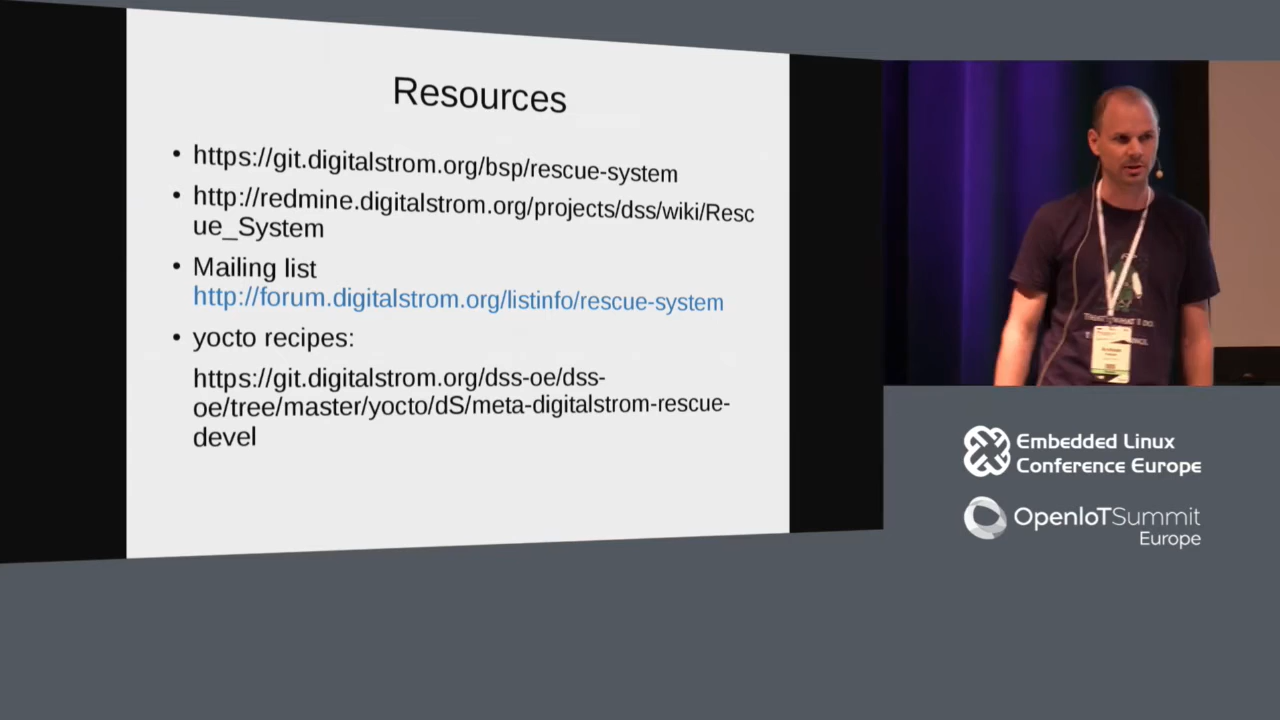 Resources
• https://git.digitalstrom.org/bsp/rescue-system
• http://redmine.digitalstrom.org/projects/dss/wiki/Resc
ue_System
• Mailing list
http://forum.digitalstrom.org/listinfo/rescue-system
• yocto recipes:
https://git.digitalstrom.org/dss-oe/dss-
oe/tree/master/yocto/dS/meta-digitalstrom-rescue-
devel
WHAT I DO.
Embedded Linux
Conference Europe
OpenIoTSummit
Europe